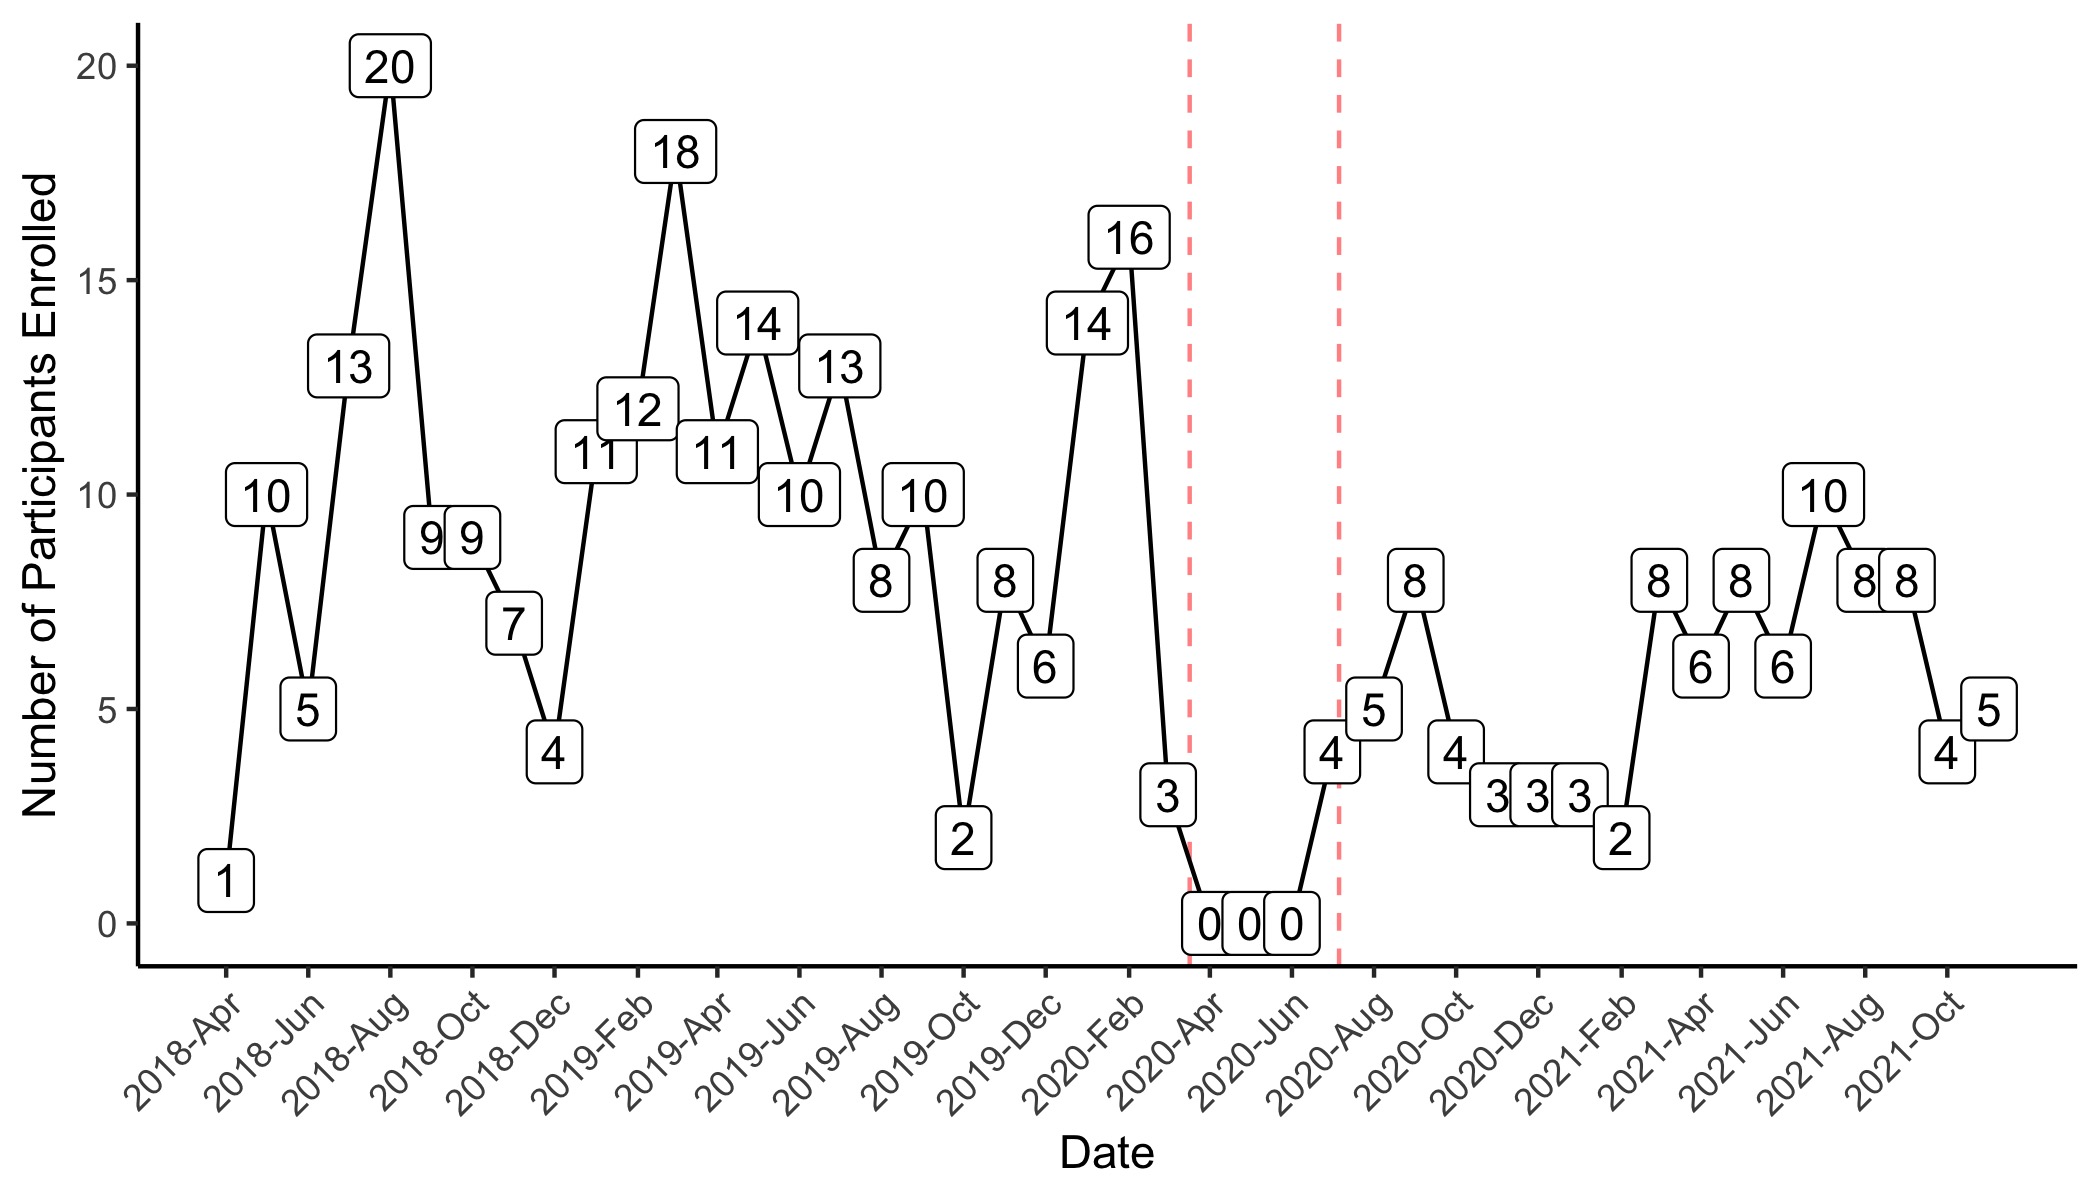 Number of Participants Enrolled
20
15
10
5
0
1
10
5
13
20
9
9
7
4
11
12
18
11
14
10
13
8
10
2
8
6
14
16
3
0
0
0
4
5
8
4
3
3
3
2
8
6
8
6
10
8
8
4
5
2018-Apr
2018-Jun
2018-Aug
2018-Oct
2018-Dec
2019-Feb
2019-Apr
2019-Jun
2019-Aug
2019-Oct
2019-Dec
2020-Feb
2020-Apr
2020-Jun
2020-Aug
2020-Oct
2020-Dec
2021-Feb
2021-Apr
2021-Jun
2021-Aug
2021-Oct
Date